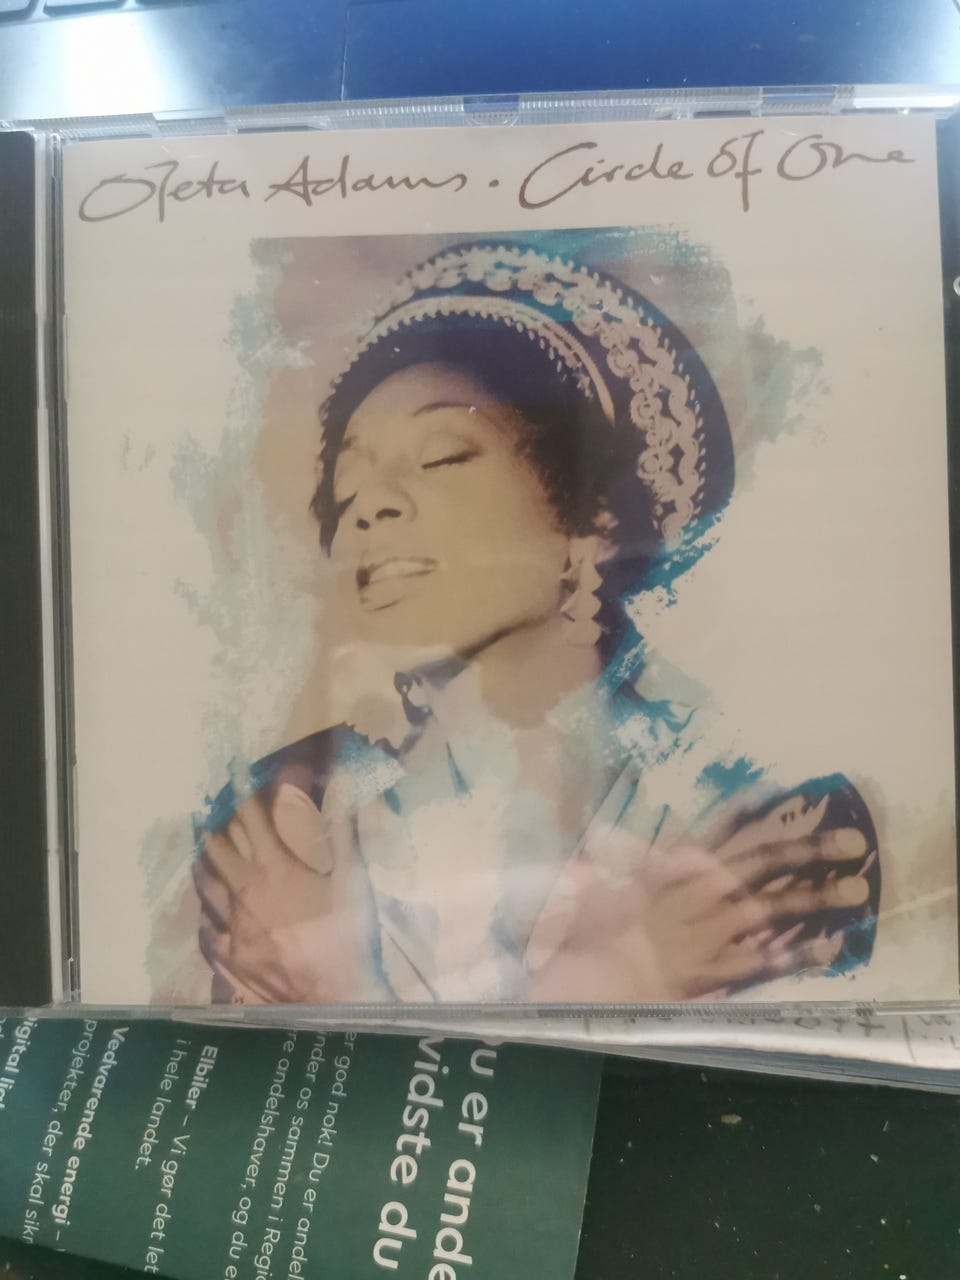 Oleta Adams . Circle of One
u er ande
vidste du
er god nok! Du er andel
nder os sammen i Regi
re andelshaver, og du e
Elbiler – Vi gør det let
i hele landet.
Vedvarende energi –
projekter, der skal sikr